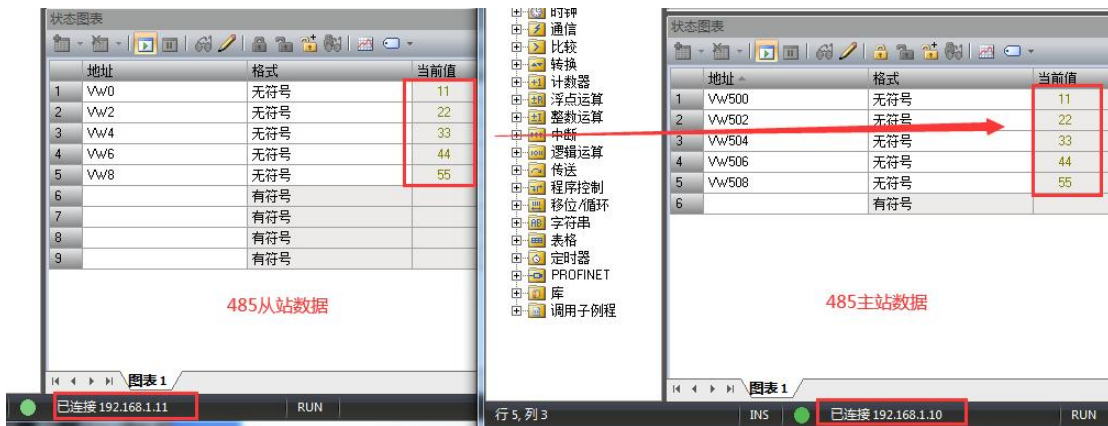 状态图表
地址 格式 当前值
1 VW0 无符号 11
2 VW2 无符号 22
3 VW4 无符号 33
4 VW6 无符号 44
5 VW8 无符号 55
6 有符号
7 有符号
8 有符号
9 有符号
485从站数据
图表 1
已连接 192.168.1.11 RUN
时钟
通信
比较
转换
计数器
浮点运算
整数运算
中断
逻辑运算
传送
程序控制
移位/循环
字符串
表格
定时器
PROFINET
库
调用子例程
状态图表
地址 格式 当前值
1 VW500 无符号 11
2 VW502 无符号 22
3 VW504 无符号 33
4 VW506 无符号 44
5 VW508 无符号 55
6 有符号
485主站数据
图表 1
行 5, 列 3 INS 已连接 192.168.1.10 RUN